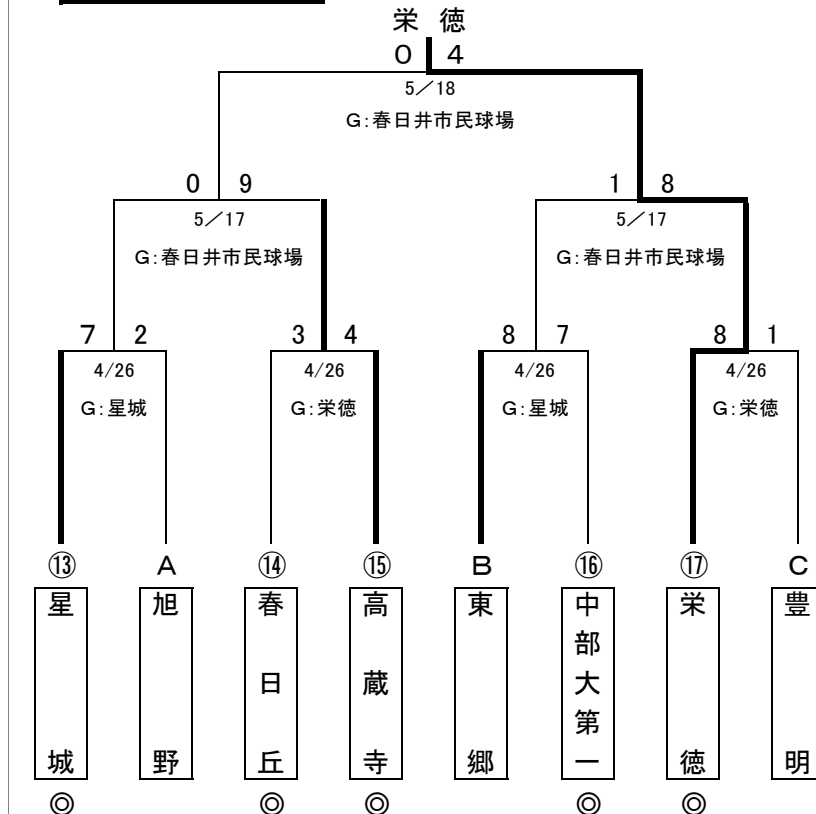 栄 徳
0 4
5／18
G:春日井市民球場
0 9
1 8
5／17
5／17
G:春日井市民球場
G:春日井市民球場
7 2
3 4
8 7
8 1
4/26
4/26
4/26
4/26
G:星城
G:栄徳
G:星城
G:栄徳
⑬
A
⑭
⑮
B
⑯
⑰
C
星城
旭野
春日丘
高蔵寺
東郷
中部大第一
栄徳
豊明
◎
◎
◎
◎
◎